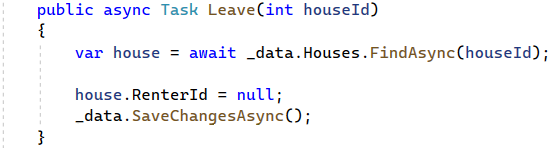 public async Task Leave(int houseId)
{
var house = await _data.Houses.FindAsync(houseId);
house.RenterId = null;
_data.SaveChangesAsync();
}